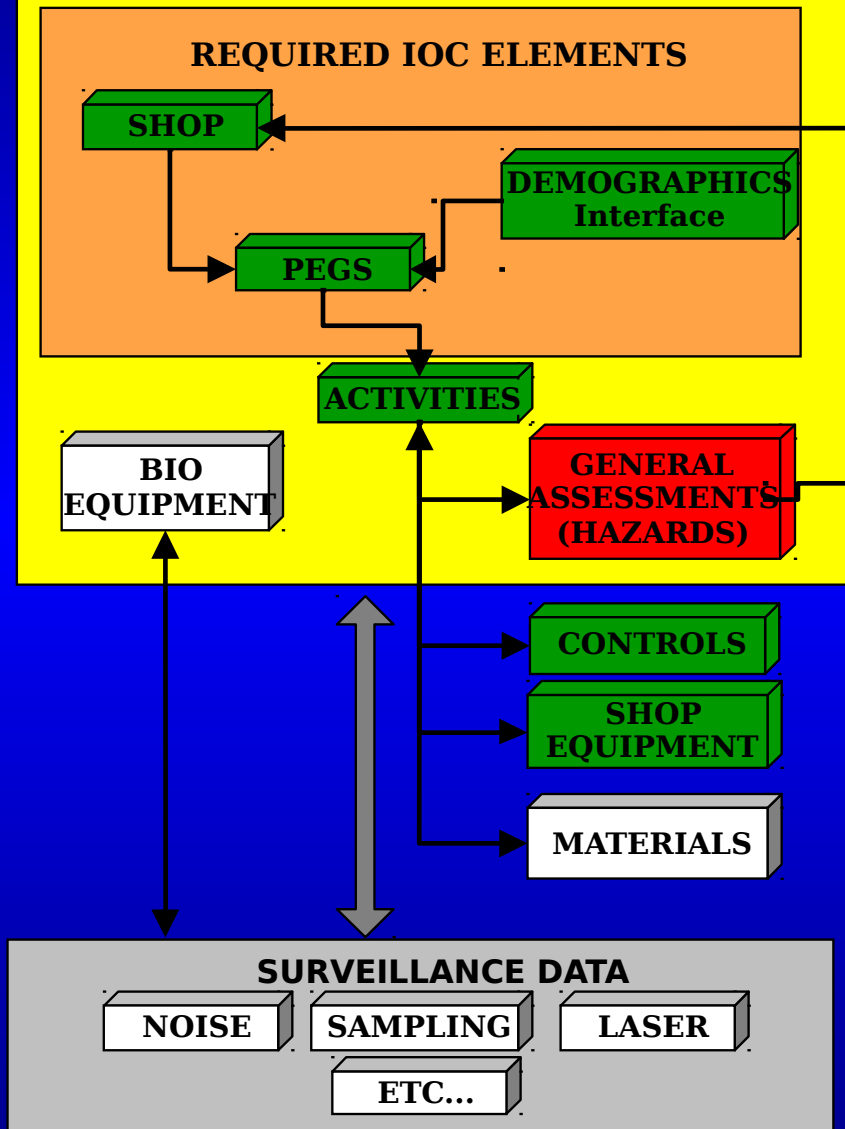 REQUIRED IOC ELEMENTS
SHOP
DEMOGRAPHICS
Interface
PEGS
ACTIVITIES
BIO
EQUIPMENT
GENERAL
ASSESSMENTS
(HAZARDS)
CONTROLS
SHOP
EQUIPMENT
MATERIALS
SURVEILLANCE DATA
NOISE
SAMPLING
LASER
ETC...